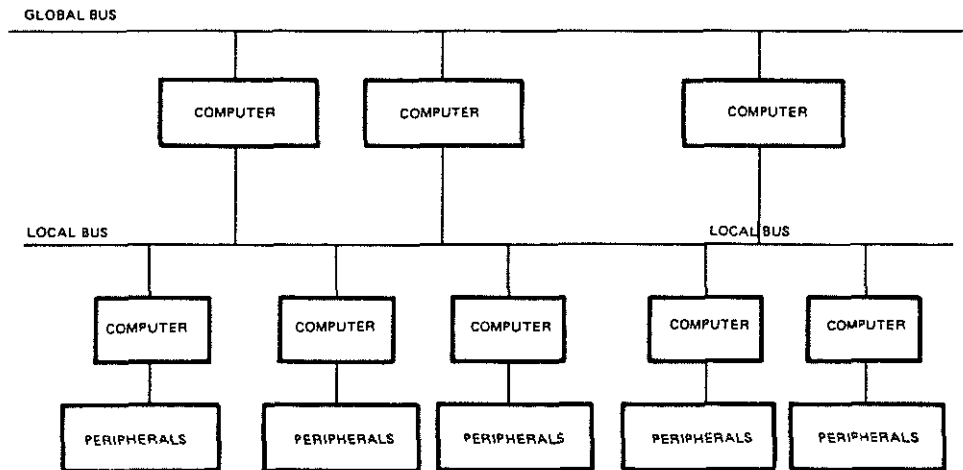 GLOBAL BUS
COMPUTER COMPUTER COMPUTER
LOCAL BUS LOCAL BUS
COMPUTER COMPUTER COMPUTER COMPUTER COMPUTER
PERIPHERALS PERIPHERALS PERIPHERALS PERIPHERALS PERIPHERALS